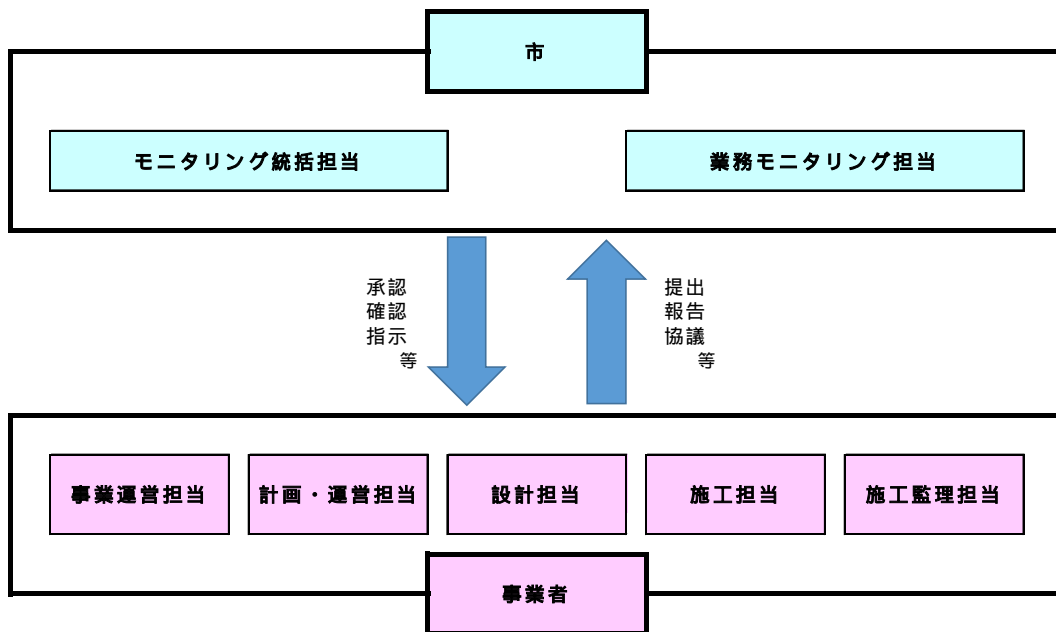 市
モニタリング統括担当
業務モニタリング担当
承認
確認
指示
等
提出
報告
協議
等
事業運営担当
計画・運営担当
設計担当
施工担当
施工監理担当
事業者